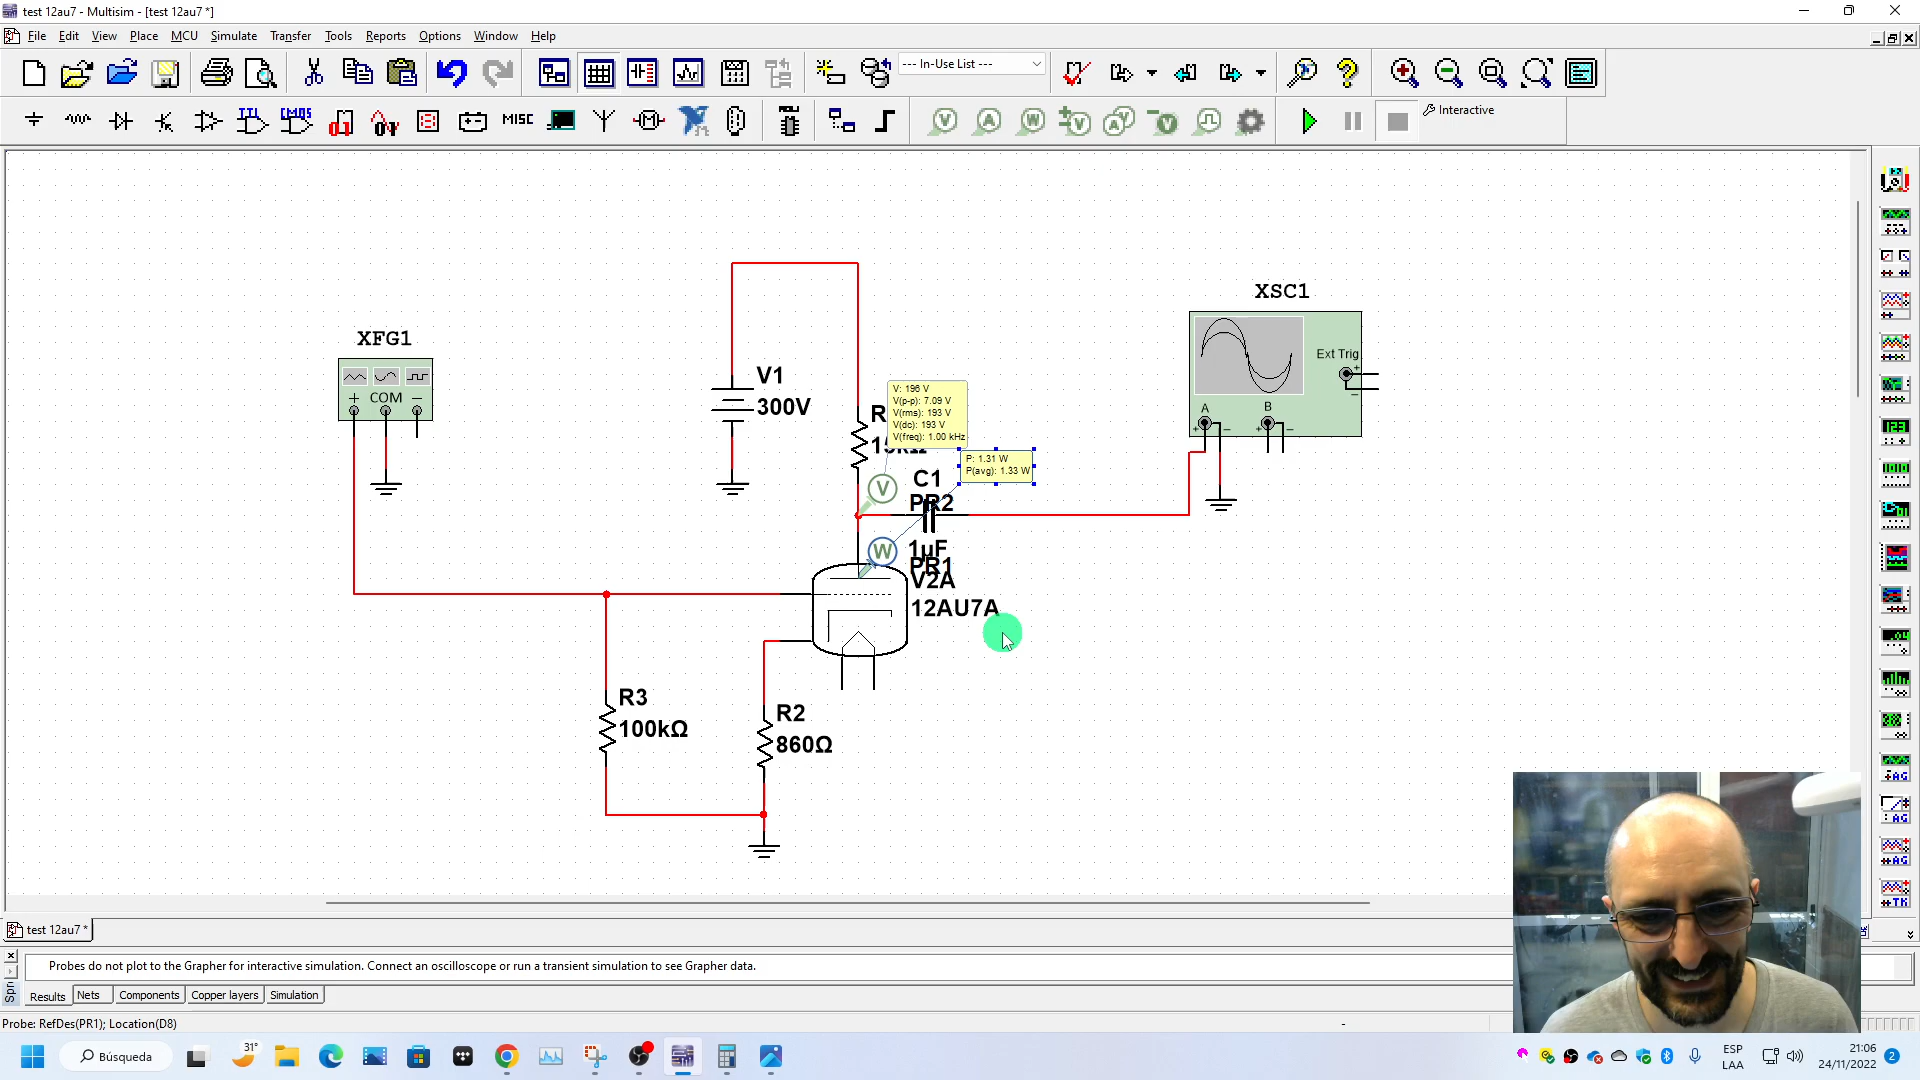 test 12au7 - Multisim - [test 12au7 *]
File Edit View Place MCU Simulate Transfer Tools Reports Options Window Help
--- In-Use List ---
TTL CMOS MISC
V A W V A V V
Interactive
XFG1
COM
V1
300V
V: 196 V
V(p-p): 7.09 V
V(rms): 193 V
V(dc): 193 V
V(freq): 1.00 kHz
P: 1.31 W
P(avg): 1.33 W
V
C1
PR2
W
1µF
PR1
V2A
12AU7A
XSC1
Ext Trig
A B
R3
100kΩ
R2
860Ω
test 12au7 *
Probes do not plot to the Grapher for interactive simulation. Connect an oscilloscope or run a transient simulation to see Grapher data.
Results Nets Components Copper layers Simulation
Probe: RefDes(PR1); Location(D8)
31°
Búsqueda
ESP
LAA
21:06
24/11/2022
2